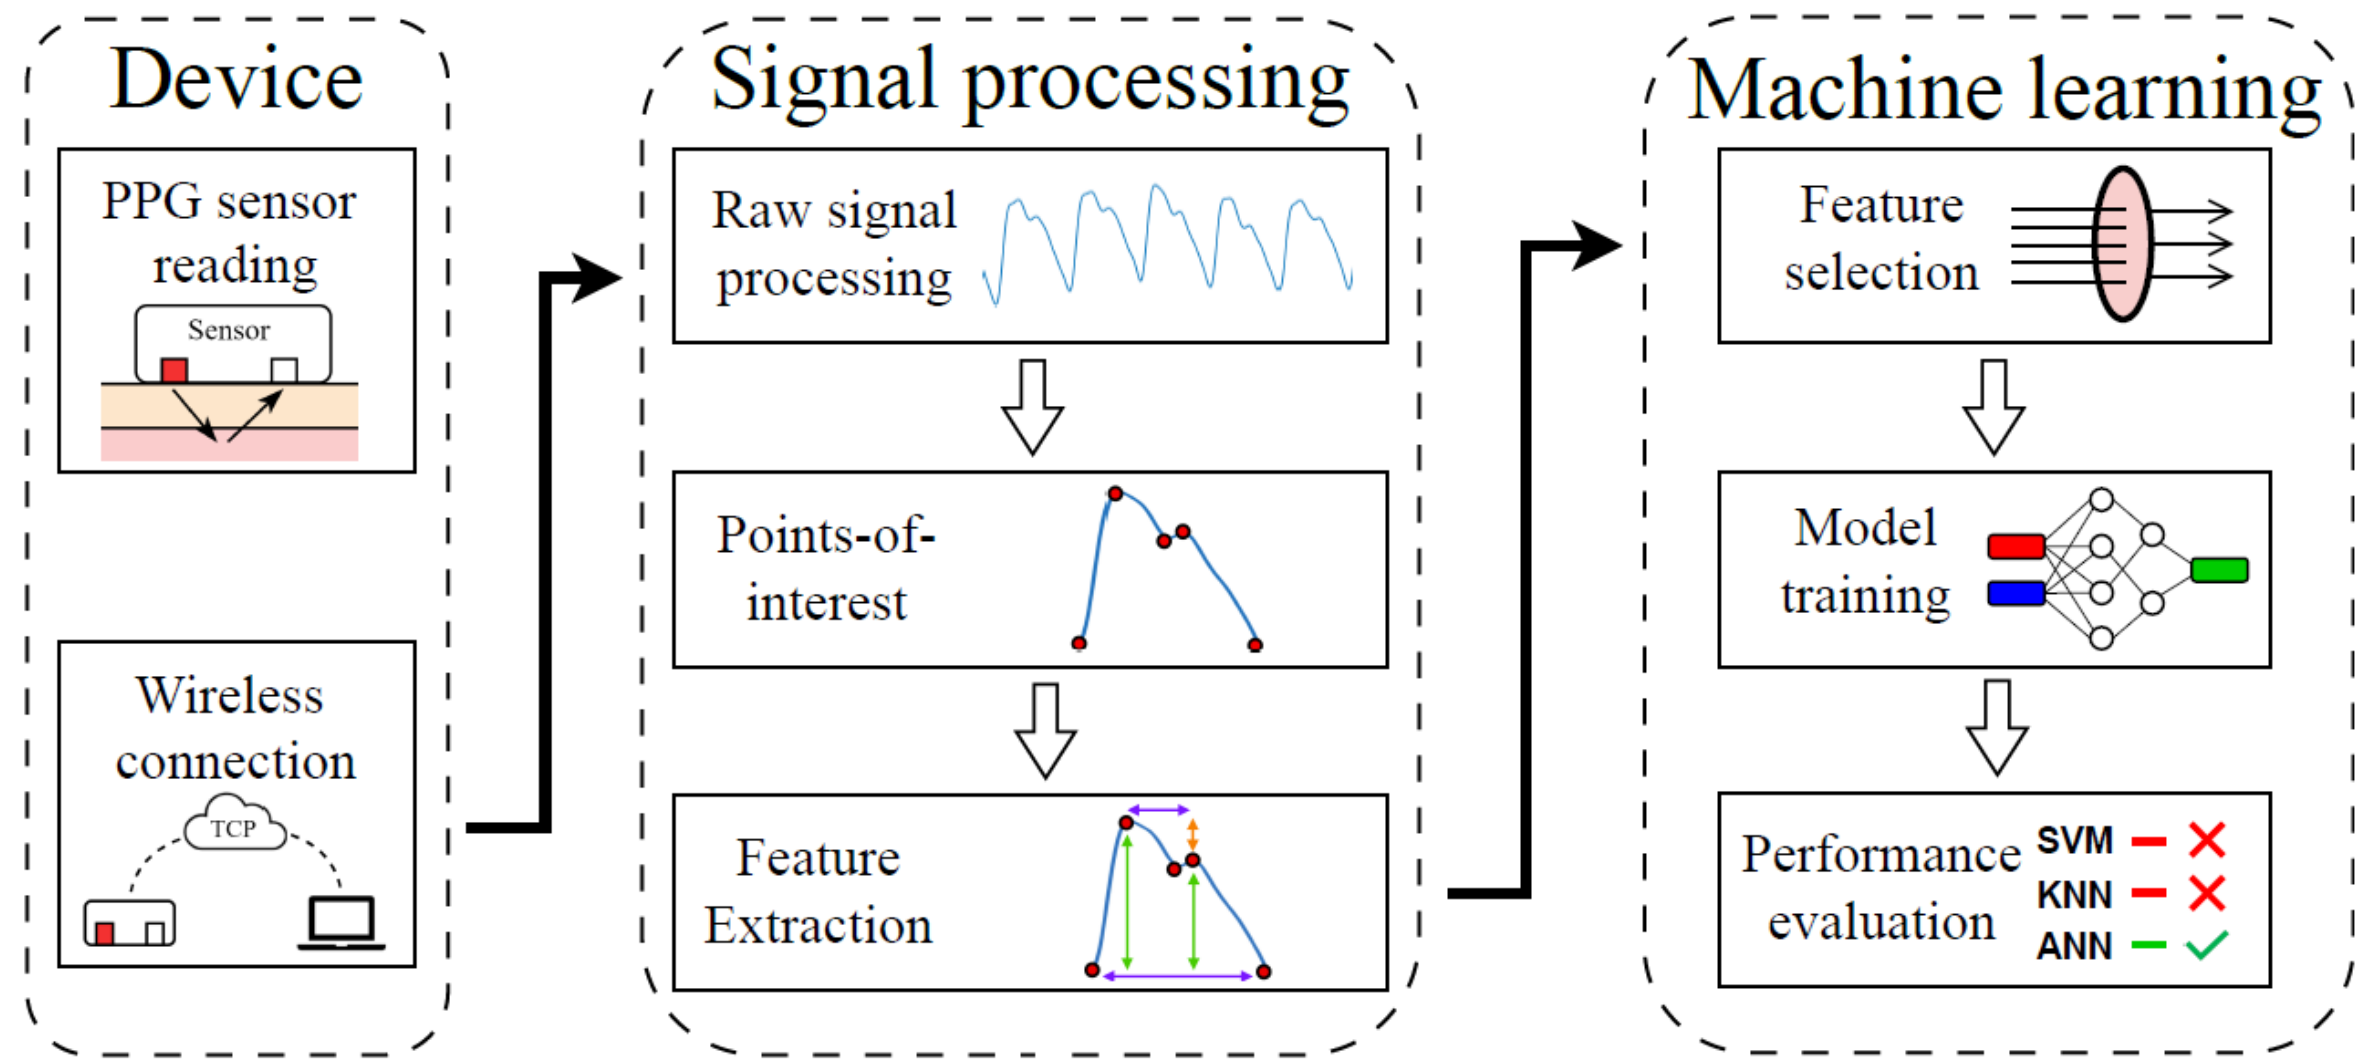 Device
PPG sensor
reading
Sensor
Wireless
connection
TCP
Signal processing
Raw signal
processing
Points-of-
interest
Feature
Extraction
Machine learning
Feature
selection
Model
training
Performance
evaluation
SVM
KNN
ANN